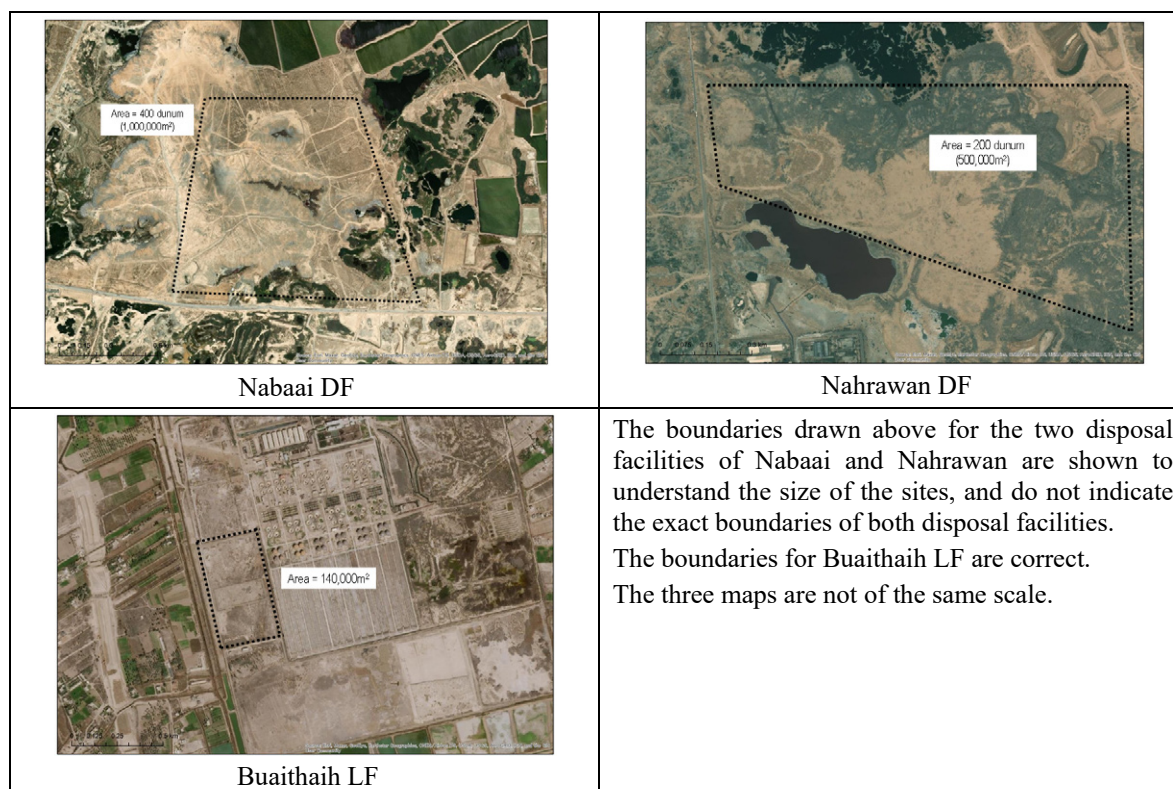 Area = 400 dunum
(1,000,000m²)
Nabaai DF
Area = 200 dunum
(500,000m²)
Nahrawan DF
Area = 140,000m²
Buaithaih LF
The boundaries drawn above for the two disposal
facilities of Nabaai and Nahrawan are shown to
understand the size of the sites, and do not indicate
the exact boundaries of both disposal facilities.
The boundaries for Buaithaih LF are correct.
The three maps are not of the same scale.